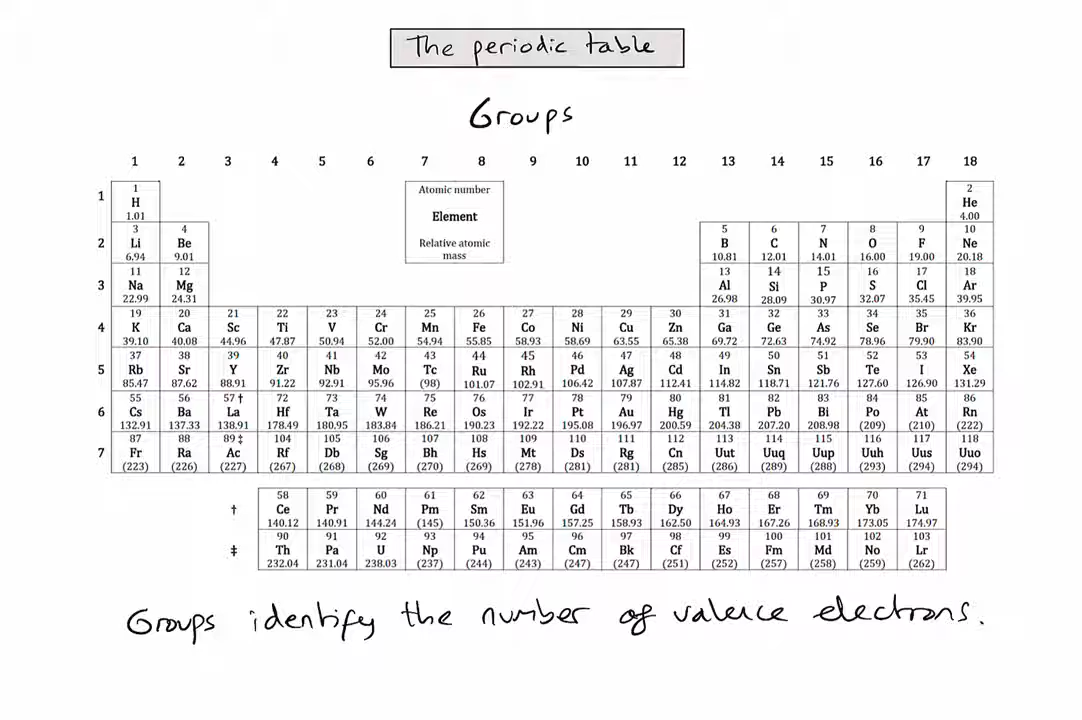 The periodic table
Groups
1 2 3 4 5 6 7 8 9 10 11 12 13 14 15 16 17 18
1 1 Atomic number 2
H Element He
1.01 Relative atomic mass 4.00
2 3 4 5 6 7 8 9 10
Li Be B C N O F Ne
6.94 9.01 10.81 12.01 14.01 16.00 19.00 20.18
3 11 12 13 14 15 16 17 18
Na Mg Al Si P S Cl Ar
22.99 24.31 26.98 28.09 30.97 32.07 35.45 39.95
4 19 20 21 22 23 24 25 26 27 28 29 30 31 32 33 34 35 36
K Ca Sc Ti V Cr Mn Fe Co Ni Cu Zn Ga Ge As Se Br Kr
39.10 40.08 44.96 47.87 50.94 52.00 54.94 55.85 58.93 58.69 63.55 65.38 69.72 72.63 74.92 78.96 79.90 83.90
5 37 38 39 40 41 42 43 44 45 46 47 48 49 50 51 52 53 54
Rb Sr Y Zr Nb Mo Tc Ru Rh Pd Ag Cd In Sn Sb Te I Xe
85.47 87.62 88.91 91.22 92.91 95.96 (98) 101.07 102.91 106.42 107.87 112.41 114.82 118.71 121.76 127.60 126.90 131.29
6 55 56 57 † 72 73 74 75 76 77 78 79 80 81 82 83 84 85 86
Cs Ba La Hf Ta W Re Os Ir Pt Au Hg Tl Pb Bi Po At Rn
132.91 137.33 138.91 178.49 180.95 183.84 186.21 190.23 192.22 195.08 196.97 200.59 204.38 207.20 208.98 (209) (210) (222)
7 87 88 89 ‡ 104 105 106 107 108 109 110 111 112 113 114 115 116 117 118
Fr Ra Ac Rf Db Sg Bh Hs Mt Ds Rg Cn Uut Uuq Uup Uuh Uus Uuo
(223) (226) (227) (267) (268) (269) (270) (269) (278) (281) (281) (285) (286) (289) (288) (293) (294) (294)
† 58 59 60 61 62 63 64 65 66 67 68 69 70 71
Ce Pr Nd Pm Sm Eu Gd Tb Dy Ho Er Tm Yb Lu
140.12 140.91 144.24 (145) 150.36 151.96 157.25 158.93 162.50 164.93 167.26 168.93 173.05 174.97
‡ 90 91 92 93 94 95 96 97 98 99 100 101 102 103
Th Pa U Np Pu Am Cm Bk Cf Es Fm Md No Lr
232.04 231.04 238.03 (237) (244) (243) (247) (247) (251) (252) (257) (258) (259) (262)
Groups identify the number of valence electrons.